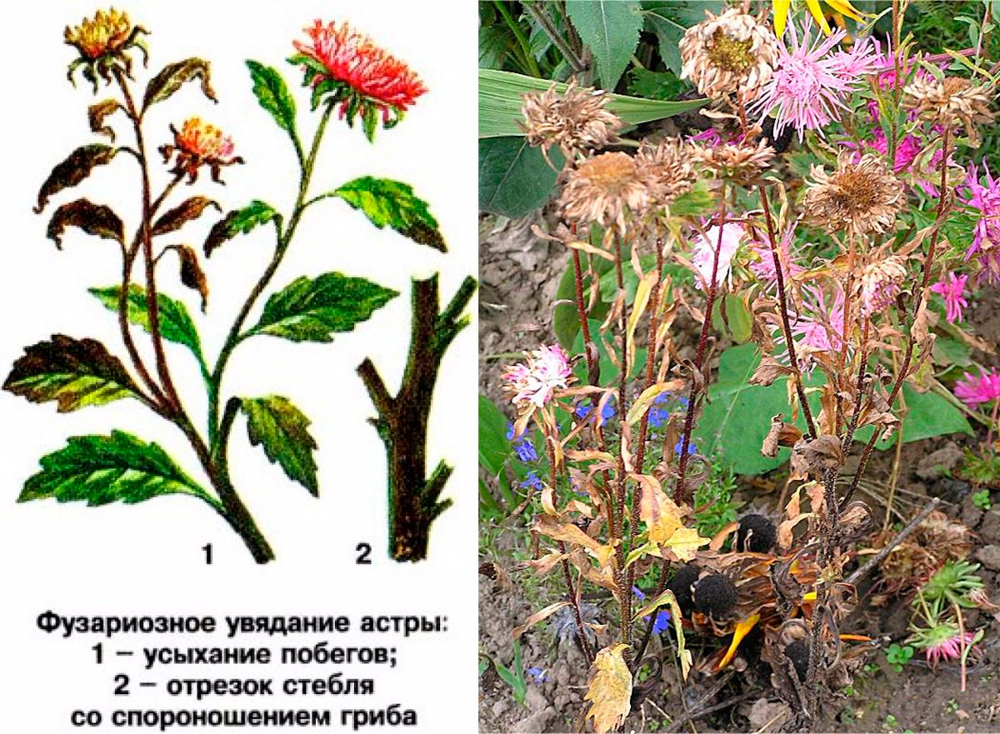 1
2
Фузариозное увядание астры:
1 – усыхание побегов;
2 – отрезок стебля
со спороношением гриба